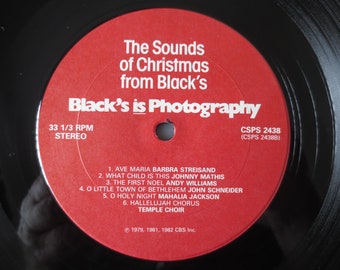 The Sounds
of Christmas
from Black's
Black's is Photography
33 1/3 RPM
STEREO
CSPS 2438
(CSPS 2438B)
1. AVE MARIA BARBRA STREISAND
2. WHAT CHILD IS THIS JOHNNY MATHIS
3. THE FIRST NOEL ANDY WILLIAMS
4. O LITTLE TOWN OF BETHLEHEM JOHN SCHNEIDER
5. O HOLY NIGHT MAHALIA JACKSON
6. HALLELUJAH CHORUS
TEMPLE CHOIR
℗ 1979, 1981, 1982 CBS Inc.